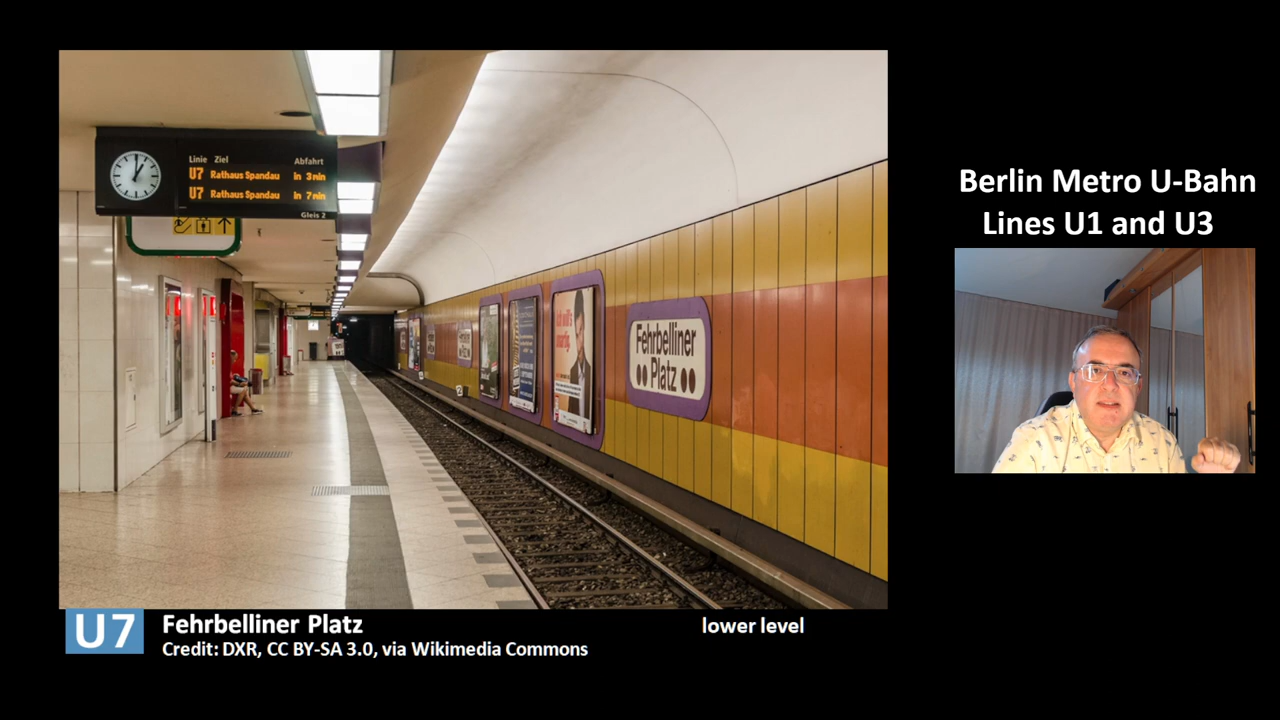 Linie Ziel Abfahrt
U7 Rathaus Spandau in 3 min
U7 Rathaus Spandau in 7 min
Gleis 2
Fehrbelliner
Platz
Berlin Metro U-Bahn
Lines U1 and U3
U7
Fehrbelliner Platz
lower level
Credit: DXR, CC BY-SA 3.0, via Wikimedia Commons